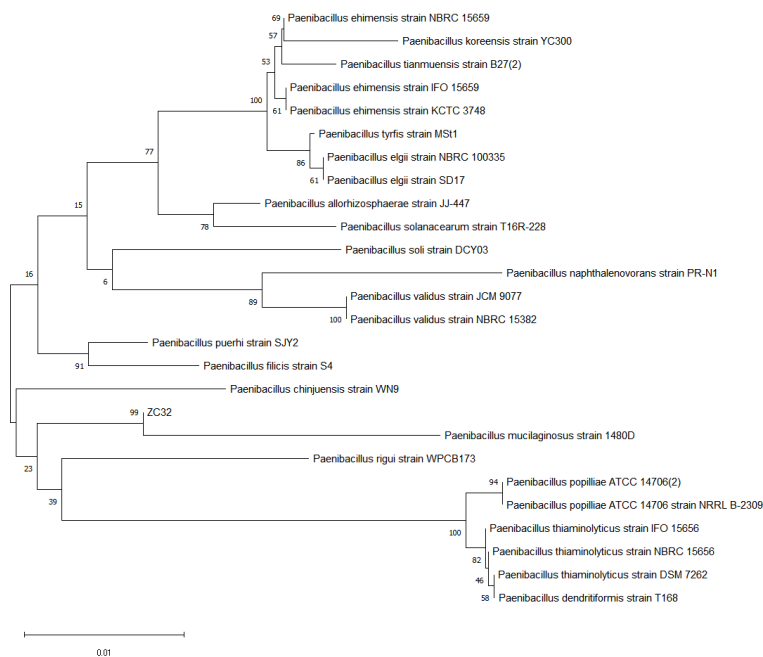 69 Paenibacillus ehimensis strain NBRC 15659
57
Paenibacillus koreensis strain YC300
53
Paenibacillus tianmuensis strain B27(2)
Paenibacillus ehimensis strain IFO 15659
100
61 Paenibacillus ehimensis strain KCTC 3748
Paenibacillus tyrfis strain MSt1
77
Paenibacillus elgii strain NBRC 100335
86
61 Paenibacillus elgii strain SD17
Paenibacillus allorhizosphaerae strain JJ-447
15
78 Paenibacillus solanacearum strain T16R-228
Paenibacillus soli strain DCY03
16
6
Paenibacillus naphthalenovorans strain PR-N1
Paenibacillus validus strain JCM 9077
89
100 Paenibacillus validus strain NBRC 15382
Paenibacillus puerhi strain SJY2
91 Paenibacillus filicis strain S4
Paenibacillus chinjuensis strain WN9
99 ZC32
Paenibacillus mucilaginosus strain 1480D
23
Paenibacillus rigui strain WPCB173
94 Paenibacillus popilliae ATCC 14706(2)
39
Paenibacillus popilliae ATCC 14706 strain NRRL B-2309
100
Paenibacillus thiaminolyticus strain IFO 15656
Paenibacillus thiaminolyticus strain NBRC 15656
82
46 Paenibacillus thiaminolyticus strain DSM 7262
58 Paenibacillus dendritiformis strain T168
0.01